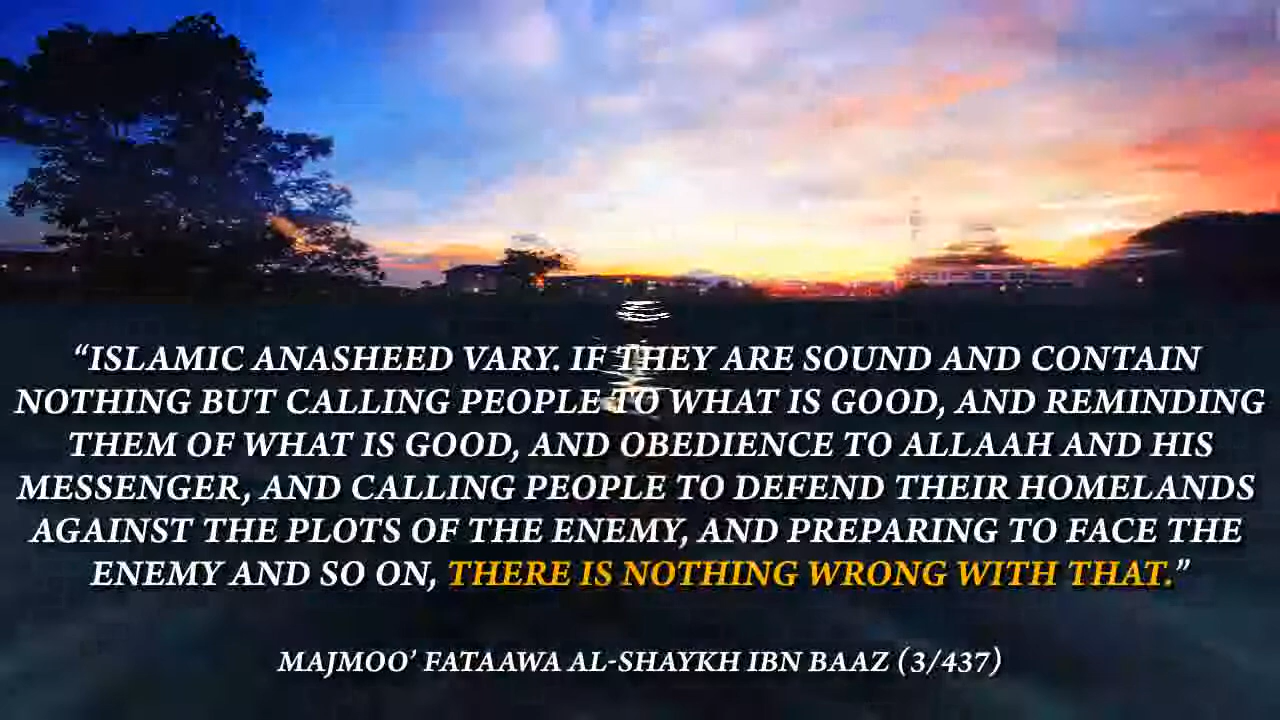 “ISLAMIC ANASHEED VARY. IF THEY ARE SOUND AND CONTAIN
NOTHING BUT CALLING PEOPLE TO WHAT IS GOOD, AND REMINDING
THEM OF WHAT IS GOOD, AND OBEDIENCE TO ALLAAH AND HIS
MESSENGER, AND CALLING PEOPLE TO DEFEND THEIR HOMELANDS
AGAINST THE PLOTS OF THE ENEMY, AND PREPARING TO FACE THE
ENEMY AND SO ON, THERE IS NOTHING WRONG WITH THAT.”
MAJMOO’ FATAAWA AL-SHAYKH IBN BAAZ (3/437)